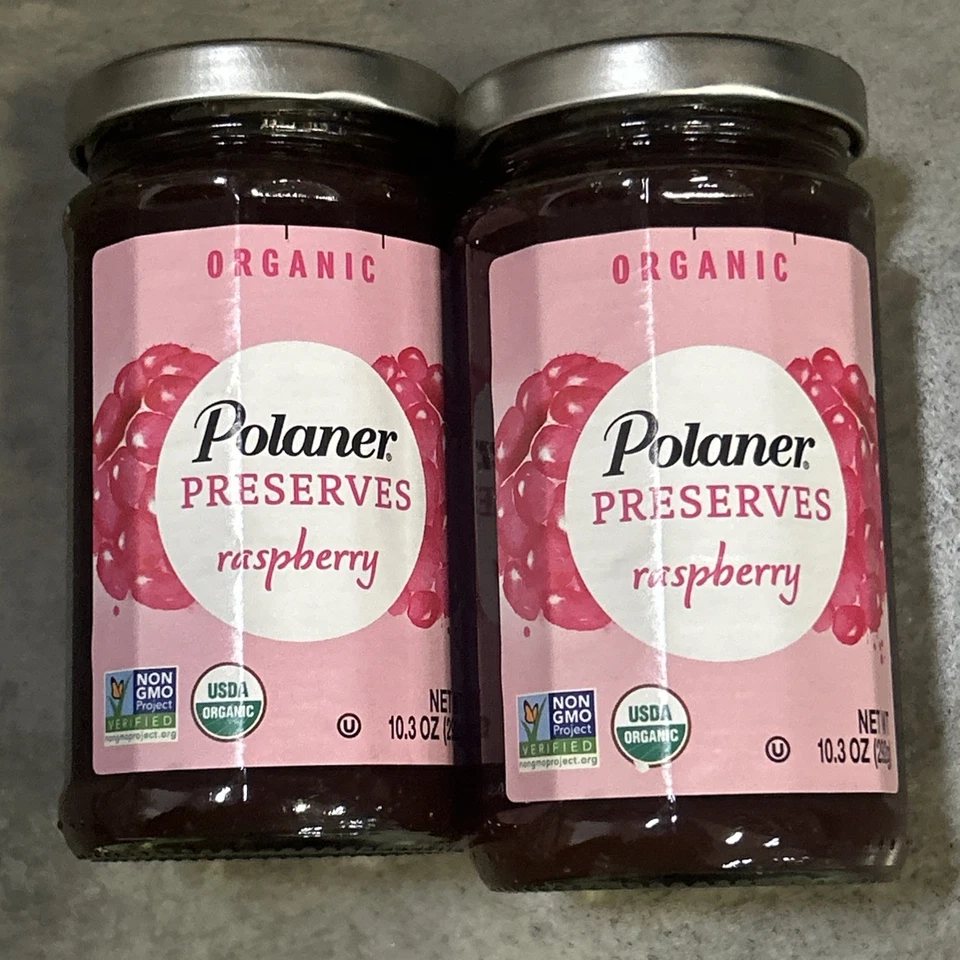 ORGANIC
Polaner
PRESERVES
raspberry
NON
GMO
Project
VERIFIED
nongmoproject.org
USDA
ORGANIC
U
NET
10.3 OZ
ORGANIC
Polaner
PRESERVES
raspberry
NON
GMO
Project
VERIFIED
nongmoproject.org
USDA
ORGANIC
U
NET
10.3 OZ